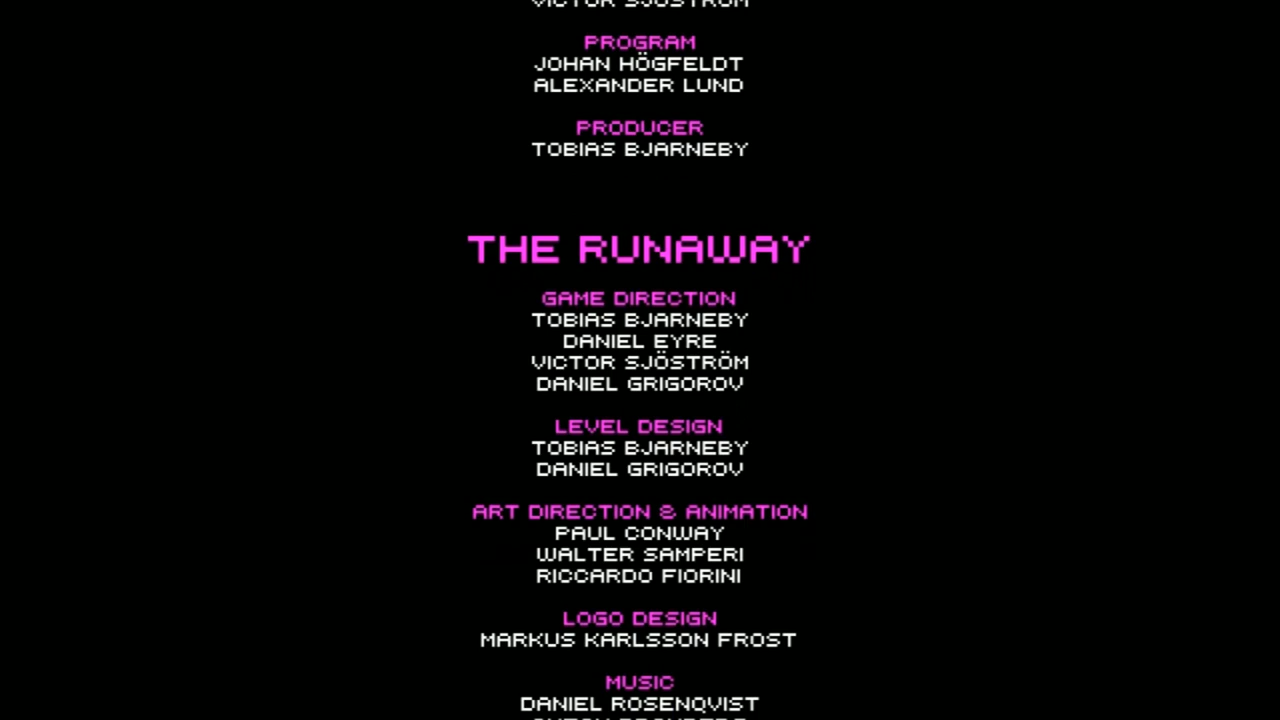 VICTOR SJÖSTRÖM
PROGRAM
JOHAN HÖGFELDT
ALEXANDER LUND
PRODUCER
TOBIAS BJARNEBY
THE RUNAWAY
GAME DIRECTION
TOBIAS BJARNEBY
DANIEL EYRE
VICTOR SJÖSTRÖM
DANIEL GRIGOROV
LEVEL DESIGN
TOBIAS BJARNEBY
DANIEL GRIGOROV
ART DIRECTION & ANIMATION
PAUL CONWAY
WALTER SAMPERI
RICCARDO FIORINI
LOGO DESIGN
MARKUS KARLSSON FROST
MUSIC
DANIEL ROSENQVIST